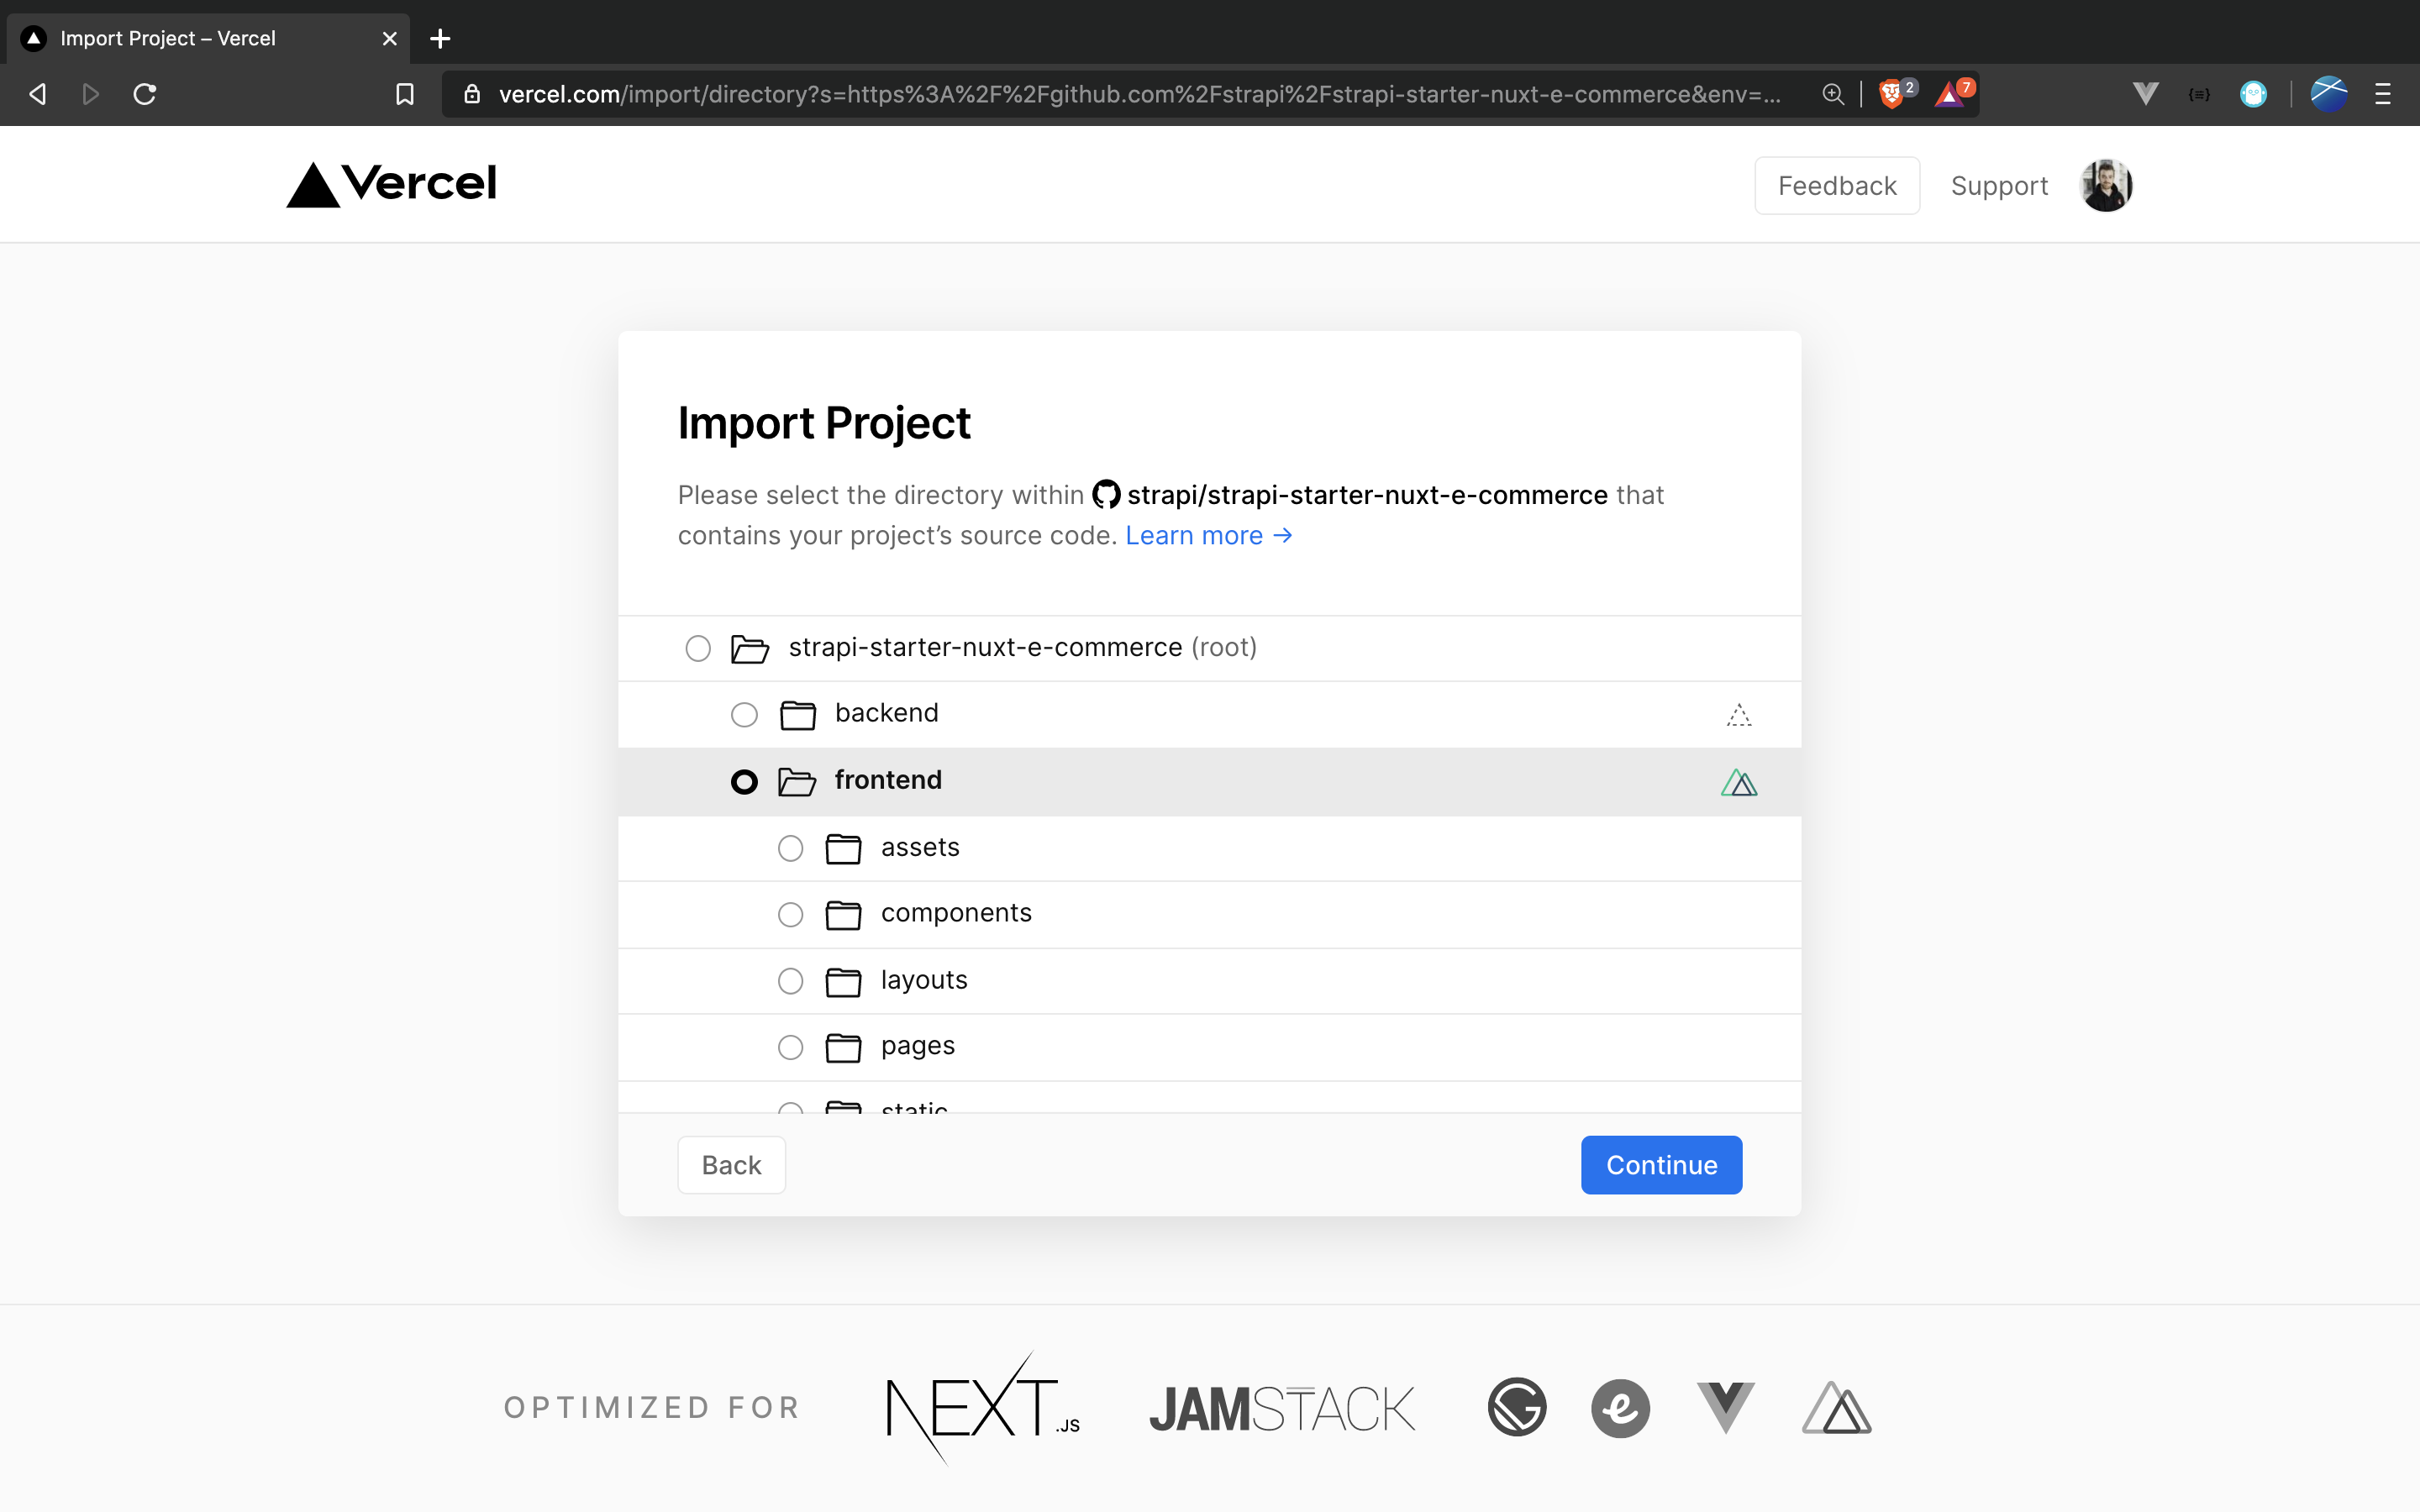 Import Project – Vercel
vercel.com/import/directory?s=https%3A%2F%2Fgithub.com%2Fstrapi%2Fstrapi-starter-nuxt-e-commerce&env=...
2
7
Vercel
Feedback
Support
Import Project
Please select the directory within strapi/strapi-starter-nuxt-e-commerce that
contains your project’s source code. Learn more →
strapi-starter-nuxt-e-commerce (root)
backend
frontend
assets
components
layouts
pages
static
Back
Continue
OPTIMIZED FOR
NEXT.JS
JAMSTACK